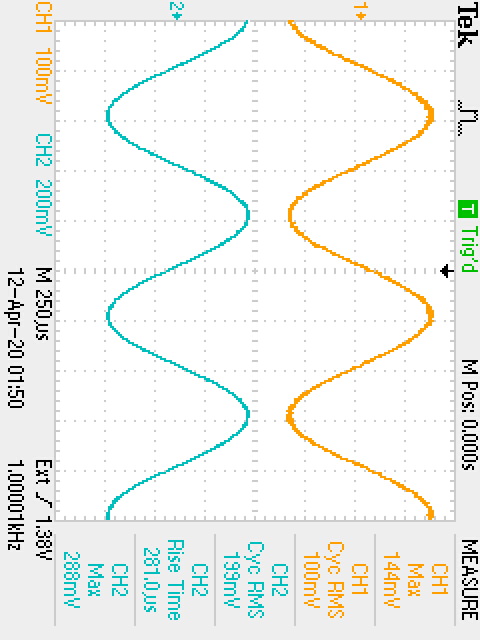 Tek T Trig'd M Pos: 0.000s MEASURE
CH1
Max
144mV
CH1
Cyc RMS
100mV
CH2
Cyc RMS
199mV
CH2
Rise Time
281.0µs
CH2
Max
288mV
1
2
CH1 100mV CH2 200mV M 250µs Ext 1.38V
12-Apr-20 01:50 1.00001kHz